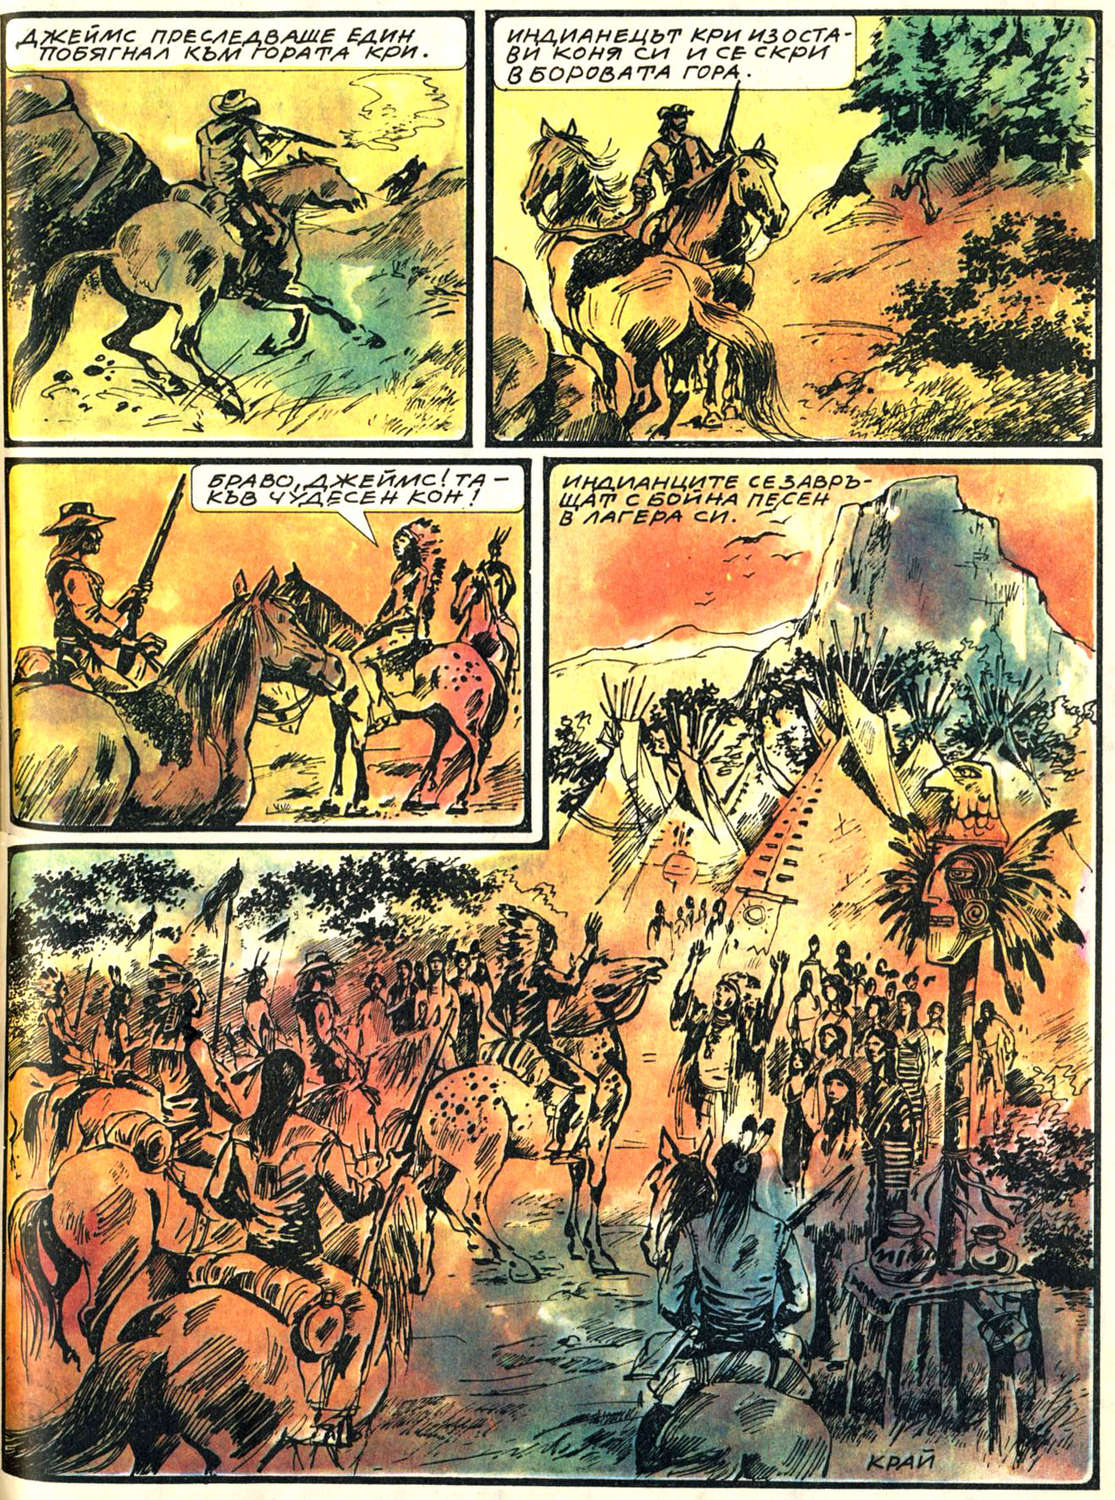 ДЖЕЙМС ПРЕСЛЕДВАШЕ ЕДИН
ПОБЯГНАЛ КЪМ ГОРАТА КРИ.
ИНДИАНЕЦЪТ КРИ ИЗОСТА-
ВИ КОНЯ СИ И СЕ СКРИ
В БОРОВАТА ГОРА.
БРАВО, ДЖЕЙМС! ТА-
КЪВ ЧУДЕСЕН КОН!
ИНДИАНЦИТЕ СЕ ЗАВРЪ-
ЩАТ С БОЙНА ПЕСЕН
В ЛАГЕРА СИ.
КРАЙ